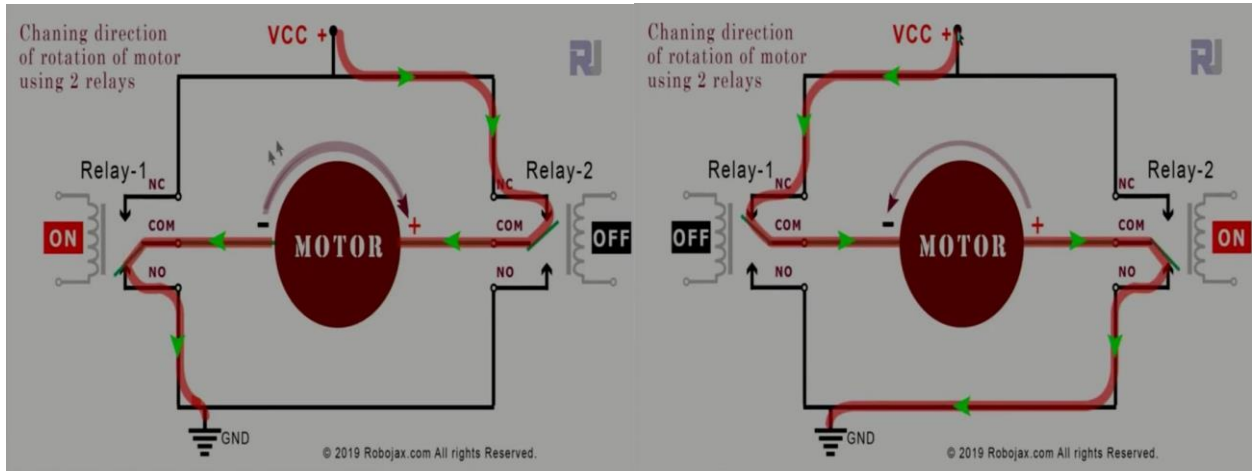 Chaning direction
of rotation of motor
using 2 relays
VCC +
RJ
Relay-1
Relay-2
NC
NC
COM
COM
ON
- MOTOR +
OFF
NO
NO
GND
© 2019 Robojax.com All rights Reserved.
Chaning direction
of rotation of motor
using 2 relays
VCC +
RJ
Relay-1
Relay-2
NC
NC
COM
COM
OFF
- MOTOR +
ON
NO
NO
GND
© 2019 Robojax.com All rights Reserved.